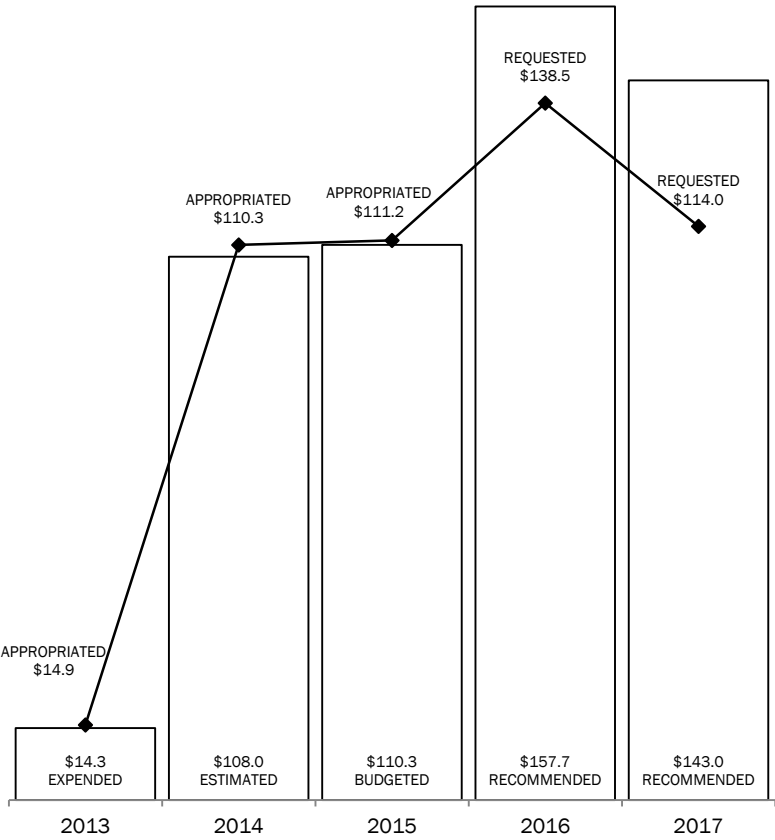 REQUESTED
$138.5
REQUESTED
$114.0
APPROPRIATED
$110.3
APPROPRIATED
$111.2
APPROPRIATED
$14.9
$14.3
EXPENDED
$108.0
ESTIMATED
$110.3
BUDGETED
$157.7
RECOMMENDED
$143.0
RECOMMENDED
2013
2014
2015
2016
2017